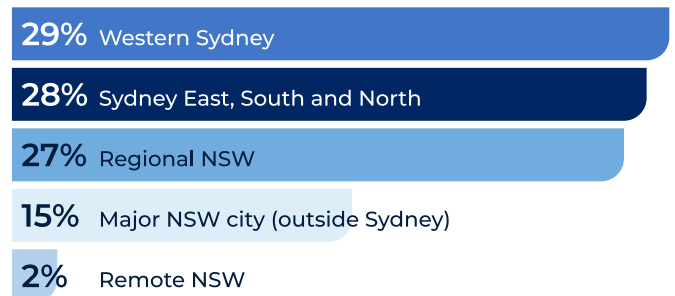 29% Western Sydney
28% Sydney East, South and North
27% Regional NSW
15% Major NSW city (outside Sydney)
2% Remote NSW